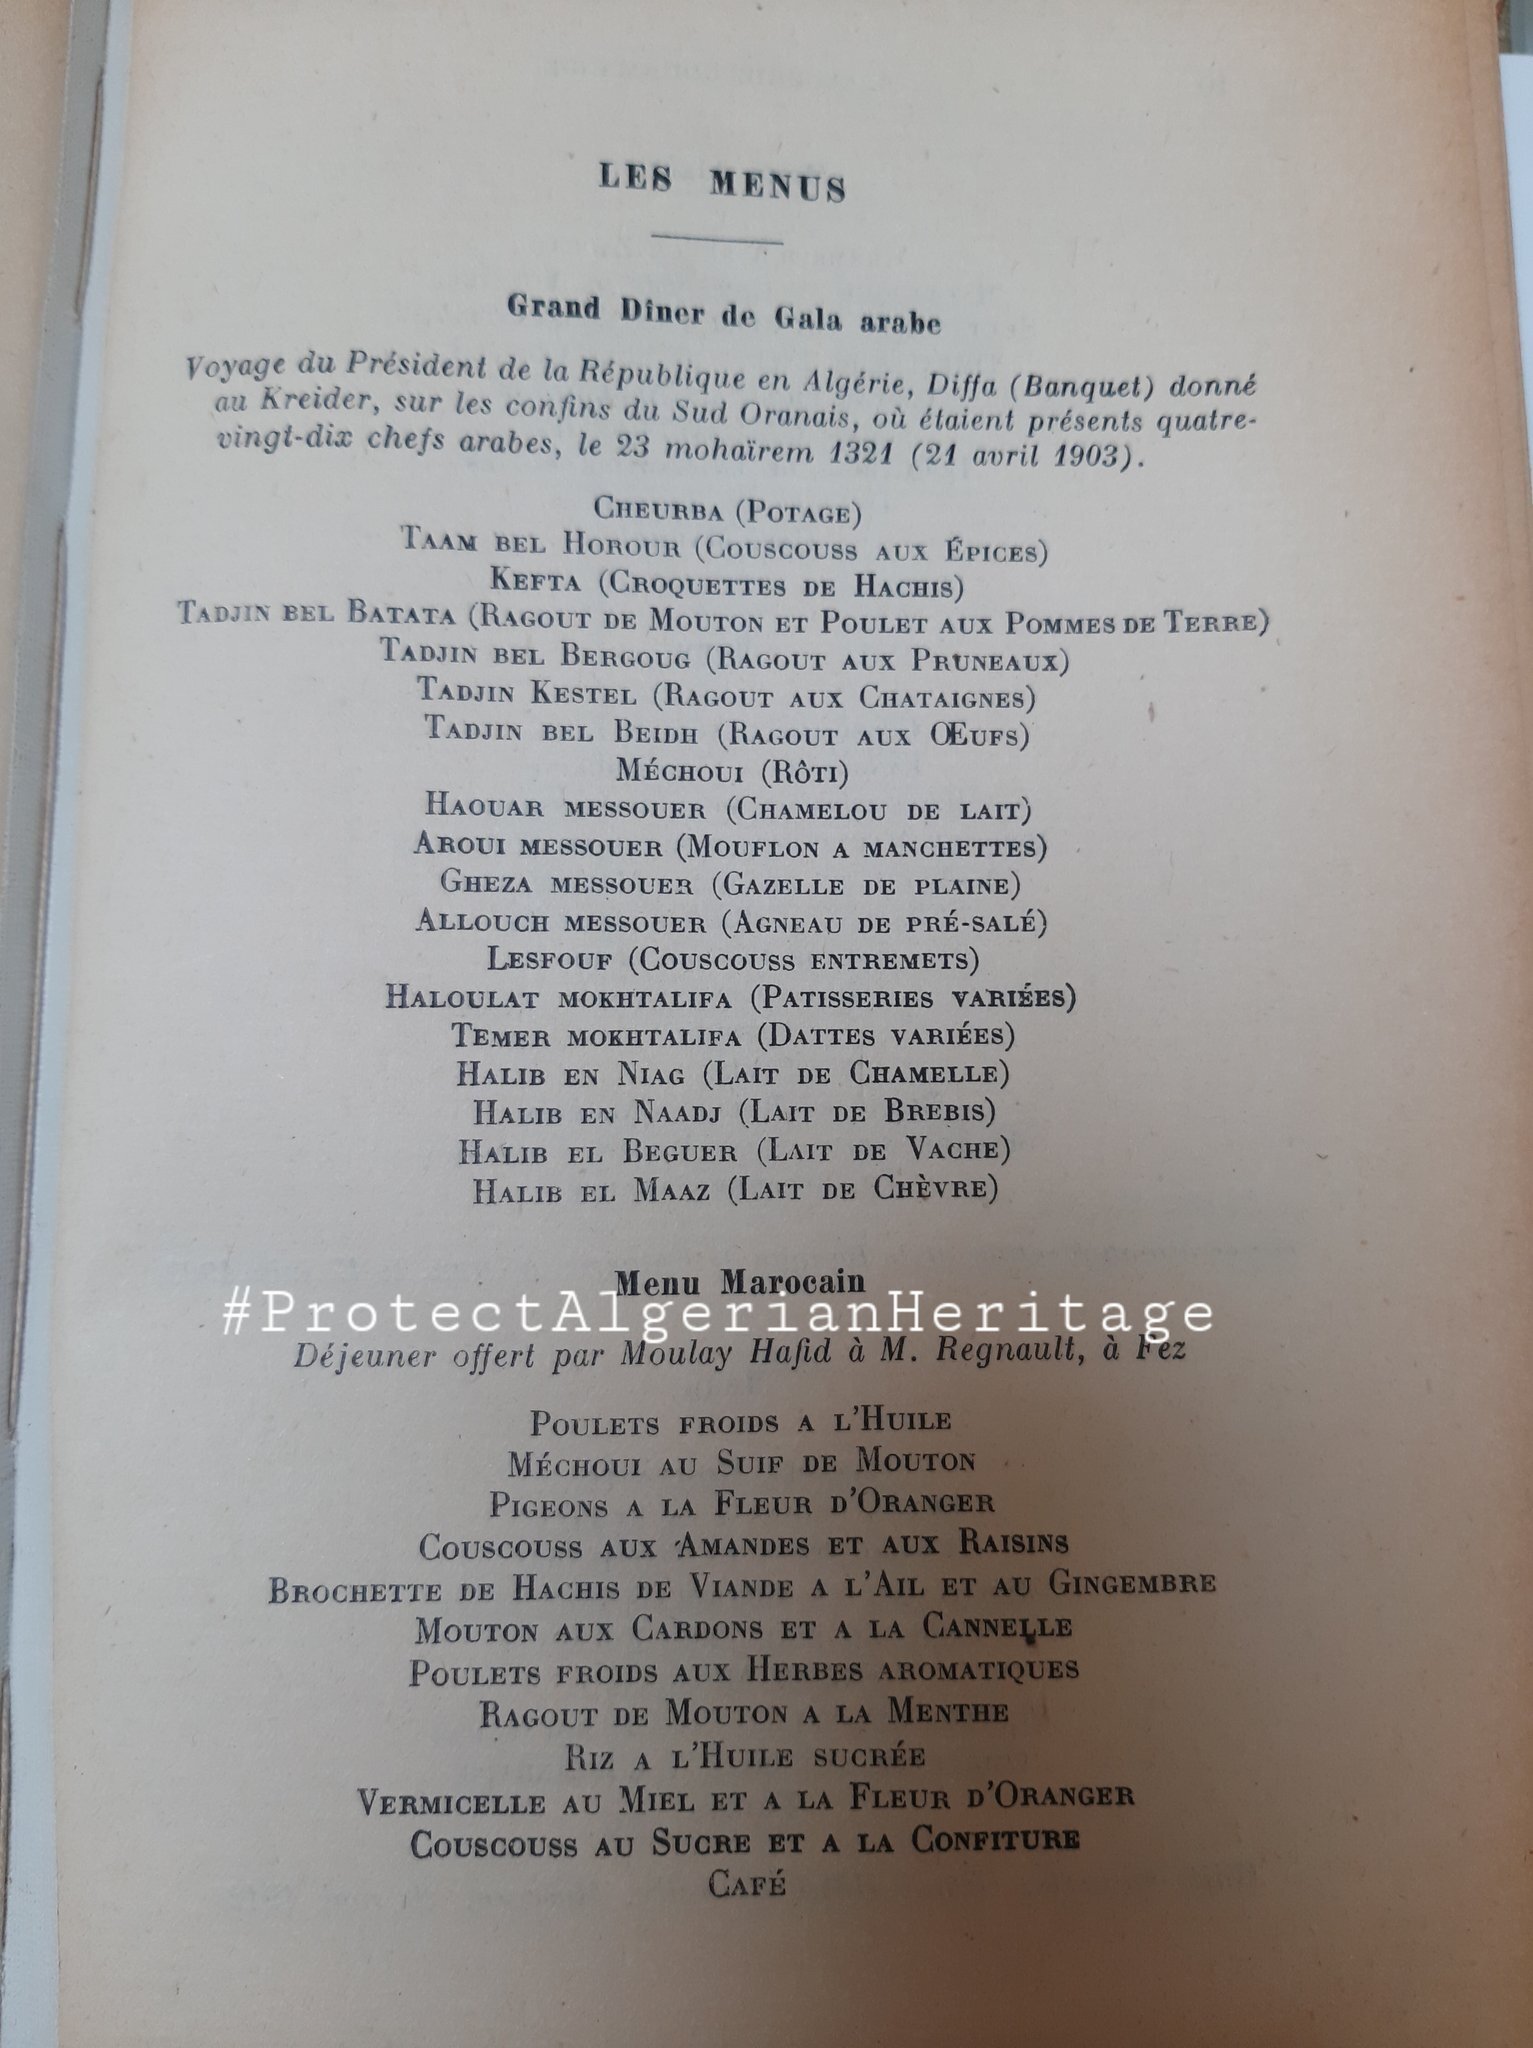 LES MENUS
Grand Dîner de Gala arabe
Voyage du Président de la République en Algérie, Diffa (Banquet) donné
au Kreider, sur les confins du Sud Oranais, où étaient présents quatre-
vingt-dix chefs arabes, le 23 mohaïrem 1321 (21 avril 1903).
CHEURBA (POTAGE)
TAAM BEL HOROUR (COUSCOUSS AUX ÉPICES)
KEFTA (CROQUETTES DE HACHIS)
TADJIN BEL BATATA (RAGOUT DE MOUTON ET POULET AUX POMMES DE TERRE)
TADJIN BEL BERGOUG (RAGOUT AUX PRUNEAUX)
TADJIN KESTEL (RAGOUT AUX CHATAIGNES)
TADJIN BEL BEIDH (RAGOUT AUX ŒUFS)
MÉCHOUI (RÔTI)
HAOUAR MESSOUER (CHAMELOU DE LAIT)
AROUI MESSOUER (MOUFLON A MANCHETTES)
GHEZA MESSOUER (GAZELLE DE PLAINE)
ALLOUCH MESSOUER (AGNEAU DE PRÉ-SALÉ)
LESFOUF (COUSCOUSS ENTREMETS)
HALOULAT MOKHTALIFA (PATISSERIES VARIÉES)
TEMER MOKHTALIFA (DATTES VARIÉES)
HALIB EN NIAG (LAIT DE CHAMELLE)
HALIB EN NAADJ (LAIT DE BREBIS)
HALIB EL BEGUER (LAIT DE VACHE)
HALIB EL MAAZ (LAIT DE CHÈVRE)
Menu Marocain
#ProtectAlgerianHeritage
Déjeuner offert par Moulay Hafid à M. Regnault, à Fez
POULETS FROIDS A L'HUILE
MÉCHOUI AU SUIF DE MOUTON
PIGEONS A LA FLEUR D'ORANGER
COUSCOUSS AUX AMANDES ET AUX RAISINS
BROCHETTE DE HACHIS DE VIANDE A L'AIL ET AU GINGEMBRE
MOUTON AUX CARDONS ET A LA CANNELLE
POULETS FROIDS AUX HERBES AROMATIQUES
RAGOUT DE MOUTON A LA MENTHE
RIZ A L'HUILE SUCRÉE
VERMICELLE AU MIEL ET A LA FLEUR D'ORANGER
COUSCOUSS AU SUCRE ET A LA CONFITURE
CAFÉ